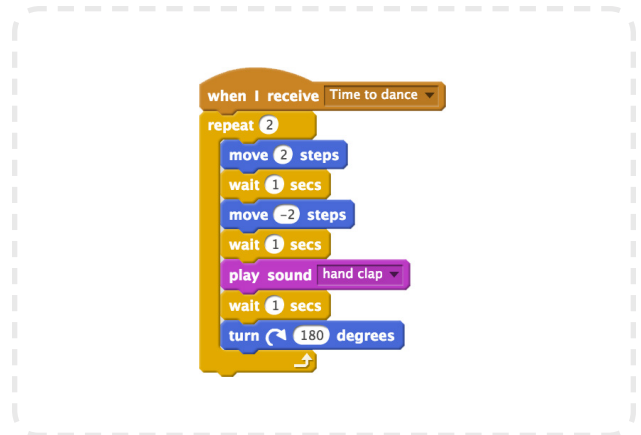 when I receive Time to dance
repeat 2
move 2 steps
wait 1 secs
move -2 steps
wait 1 secs
play sound hand clap
wait 1 secs
turn 180 degrees